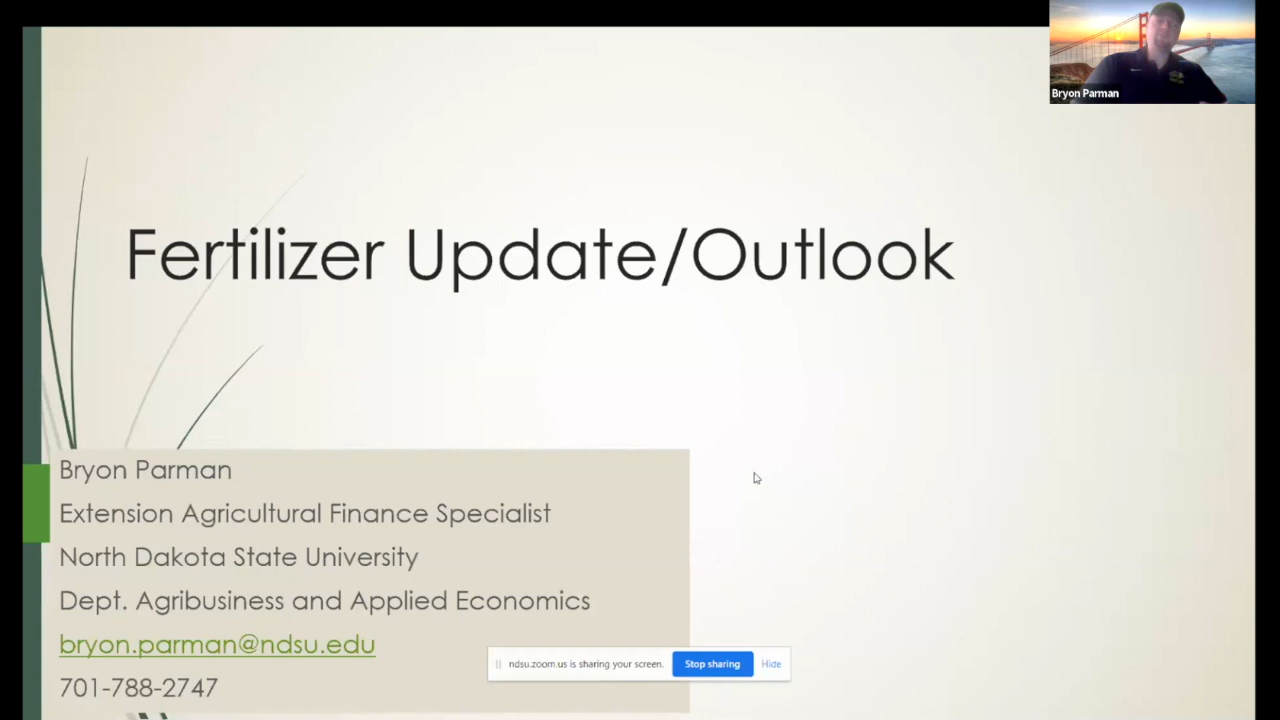 Bryon Parman
Fertilizer Update/Outlook
Bryon Parman
Extension Agricultural Finance Specialist
North Dakota State University
Dept. Agribusiness and Applied Economics
bryon.parman@ndsu.edu
701-788-2747
ndsu.zoom.us is sharing your screen. Stop sharing Hide